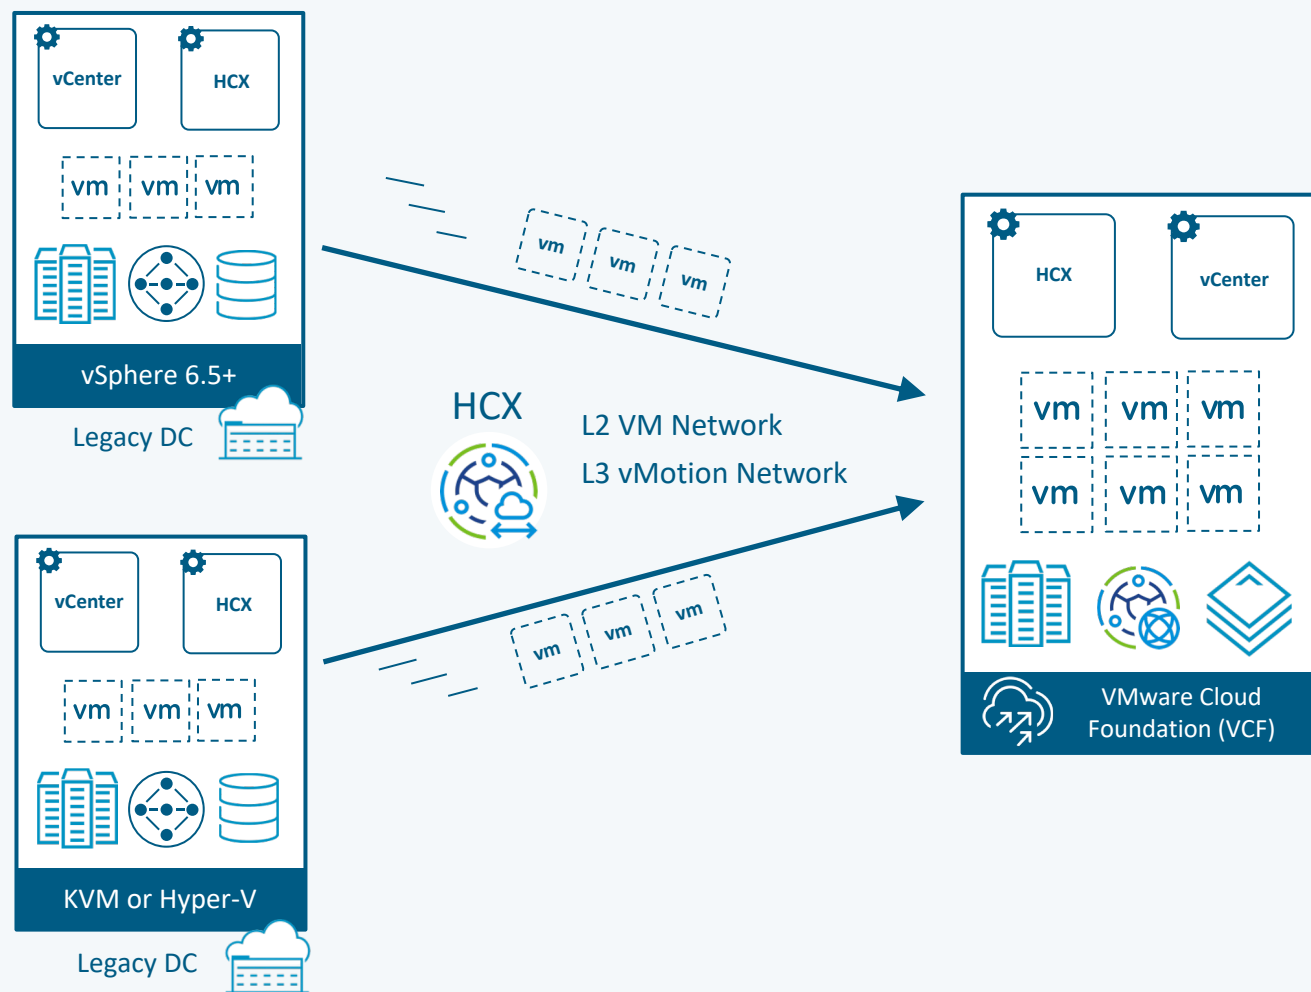 vCenter
HCX
vm
vm
vm
vSphere 6.5+
Legacy DC
vm
vm
vm
HCX
L2 VM Network
L3 vMotion Network
vCenter
HCX
vm
vm
vm
KVM or Hyper-V
Legacy DC
vm
vm
vm
HCX
vCenter
vm
vm
vm
vm
vm
vm
VMware Cloud
Foundation (VCF)